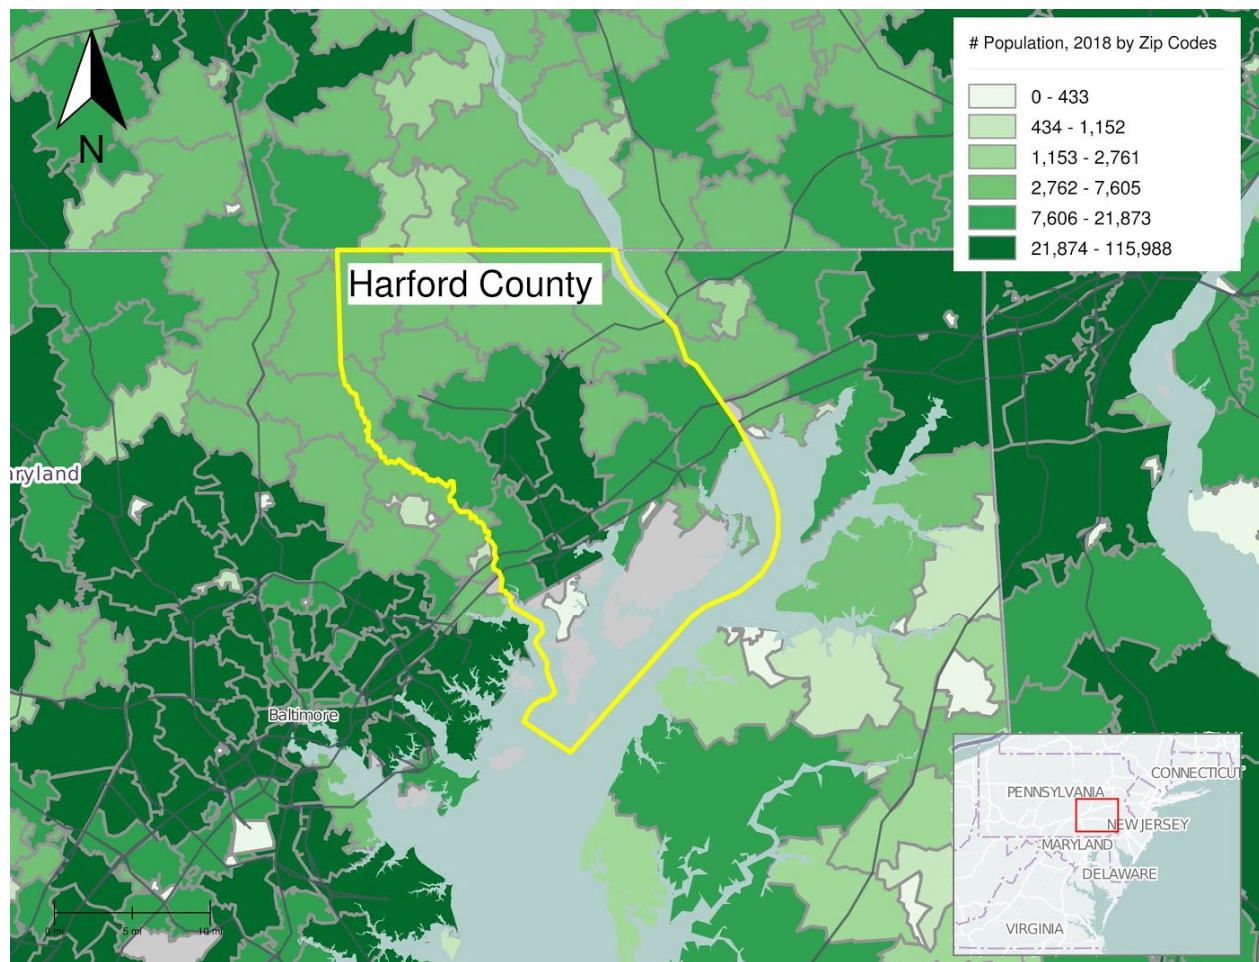 # Population, 2018 by Zip Codes
0 - 433
434 - 1,152
1,153 - 2,761
2,762 - 7,605
7,606 - 21,873
21,874 - 115,988
N
Harford County
aryland
Baltimore
0 mi 5 mi 10 mi
CONNECTICUT
PENNSYLVANIA
NEW JERSEY
MARYLAND
DELAWARE
VIRGINIA